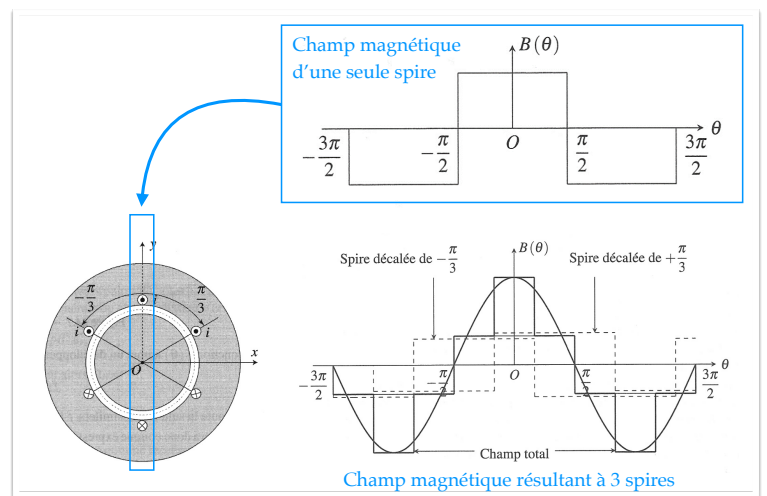 Champ magnétique
d'une seule spire
B(θ)
θ
O
-3π/2
-π/2
π/2
3π/2
y
x
O
-π/3
π/3
i
i
i
B(θ)
Spire décalée de -π/3
Spire décalée de +π/3
θ
-3π/2
-π/2
O
π/2
3π/2
Champ total
Champ magnétique résultant à 3 spires